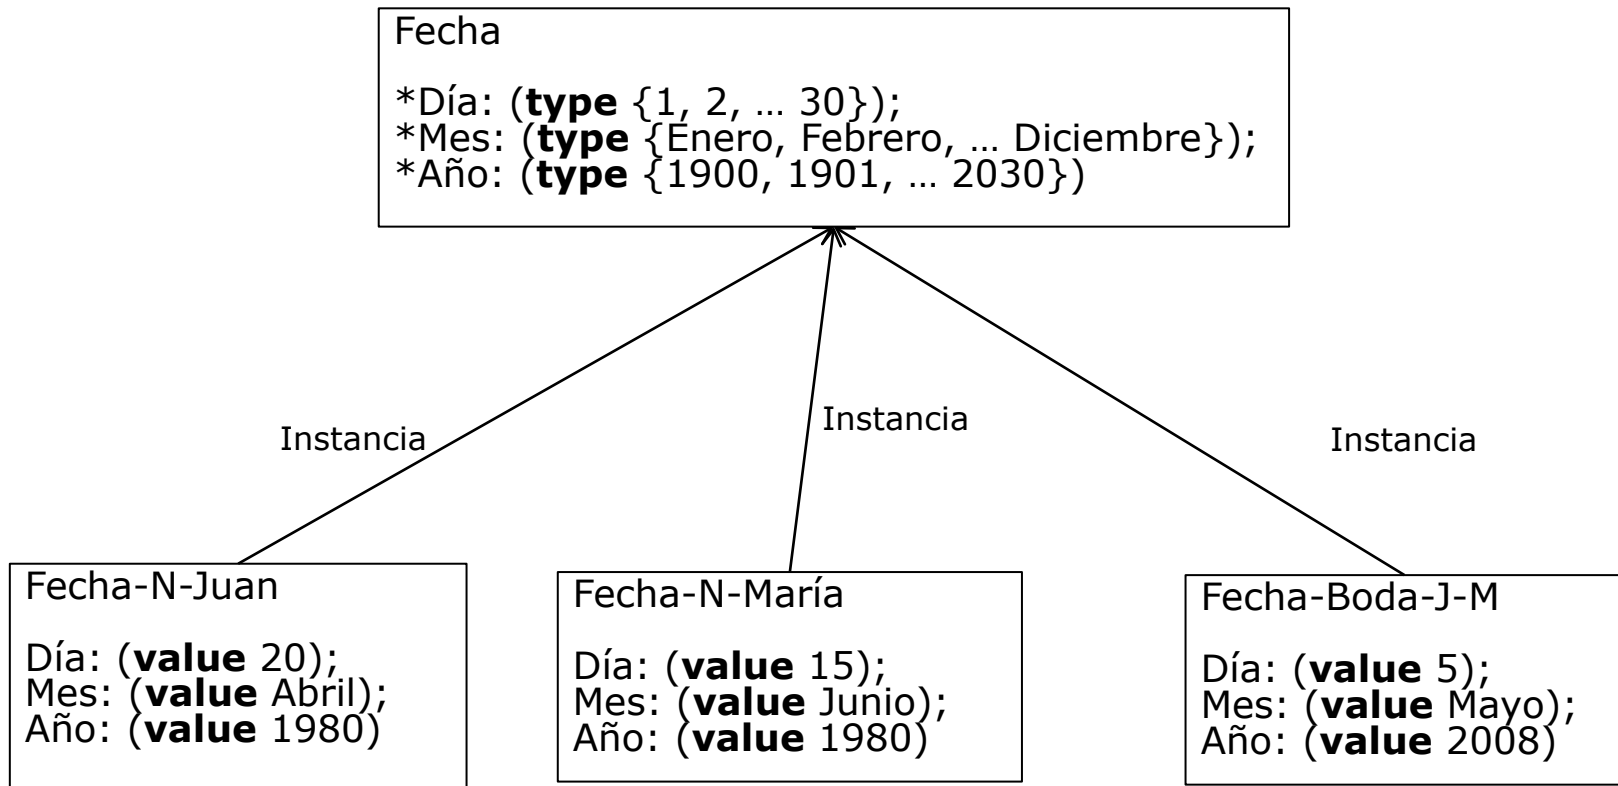 Fecha
*Día: (type {1, 2, … 30});
*Mes: (type {Enero, Febrero, … Diciembre});
*Año: (type {1900, 1901, … 2030})
Instancia
Instancia
Instancia
Fecha-N-Juan
Día: (value 20);
Mes: (value Abril);
Año: (value 1980)
Fecha-N-María
Día: (value 15);
Mes: (value Junio);
Año: (value 1980)
Fecha-Boda-J-M
Día: (value 5);
Mes: (value Mayo);
Año: (value 2008)